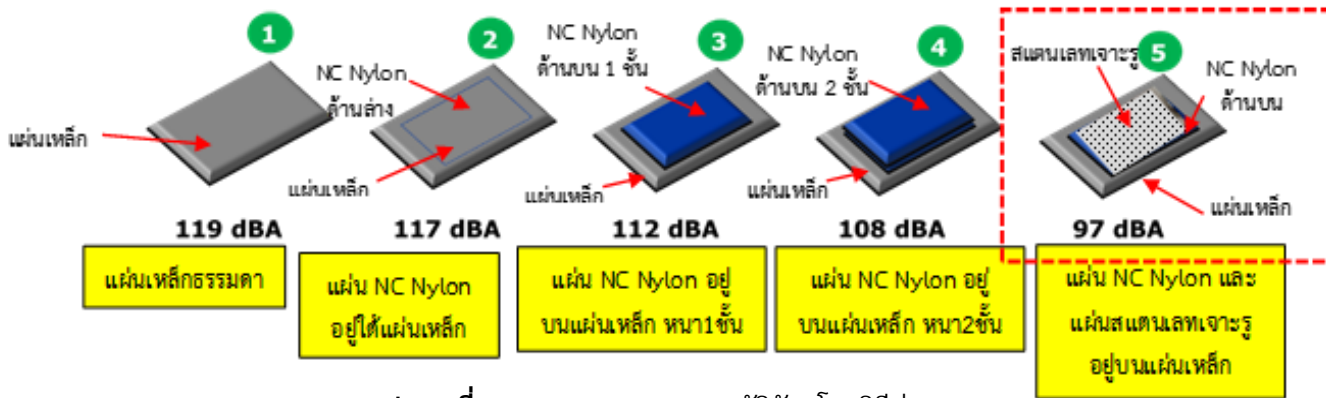 1
NC Nylon
ด้านล่าง
แผ่นเหล็ก
2
แผ่นเหล็ก
NC Nylon
ด้านบน 1 ชั้น
3
แผ่นเหล็ก
NC Nylon
ด้านบน 2 ชั้น
4
แผ่นเหล็ก
สแตนเลทเจาะรู
5
NC Nylon
ด้านบน
แผ่นเหล็ก
119 dBA
117 dBA
112 dBA
108 dBA
97 dBA
แผ่นเหล็กธรรมดา
แผ่น NC Nylon
อยู่ใต้แผ่นเหล็ก
แผ่น NC Nylon อยู่
บนแผ่นเหล็ก หนา1ชั้น
แผ่น NC Nylon อยู่
บนแผ่นเหล็ก หนา2ชั้น
แผ่น NC Nylon และ
แผ่นสแตนเลทเจาะรู
อยู่บนแผ่นเหล็ก